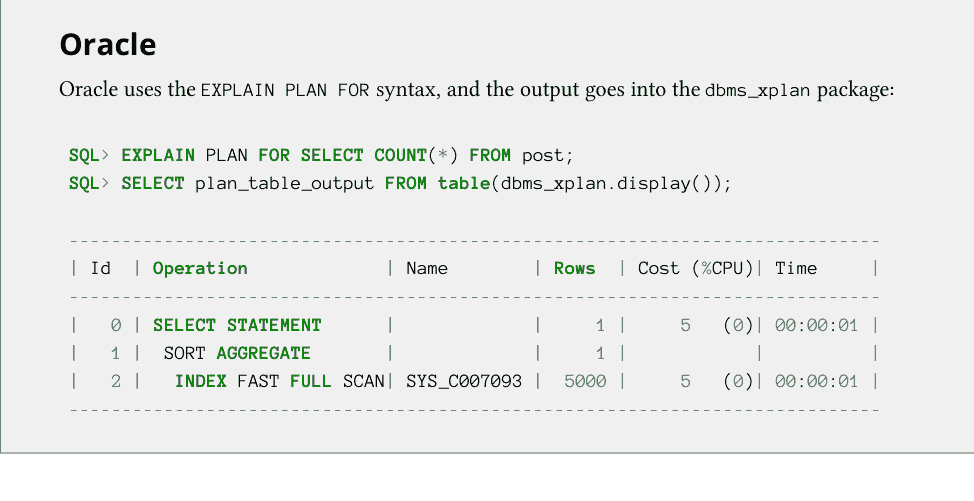 Oracle
Oracle uses the EXPLAIN PLAN FOR syntax, and the output goes into the dbms_xplan package:
SQL> EXPLAIN PLAN FOR SELECT COUNT(*) FROM post;
SQL> SELECT plan_table_output FROM table(dbms_xplan.display());
-----------------------------------------------------------------------------
| Id  | Operation             | Name        | Rows  | Cost (%CPU)| Time     |
-----------------------------------------------------------------------------
|   0 | SELECT STATEMENT      |             |     1 |     5   (0)| 00:00:01 |
|   1 |  SORT AGGREGATE       |             |     1 |            |          |
|   2 |   INDEX FAST FULL SCAN| SYS_C007093 |  5000 |     5   (0)| 00:00:01 |
-----------------------------------------------------------------------------